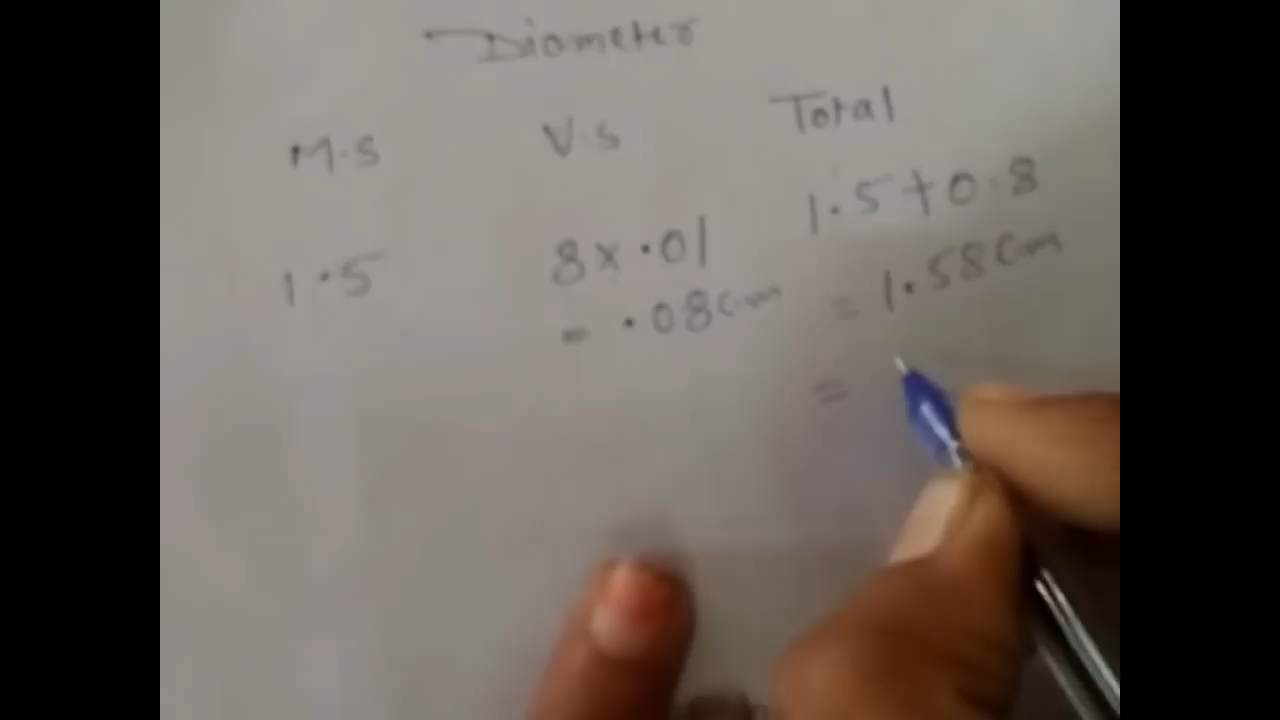 Diameter
M.S V.S Total
1.5 8x .01 1.5+0.8
= .08cm = 1.58cm
=